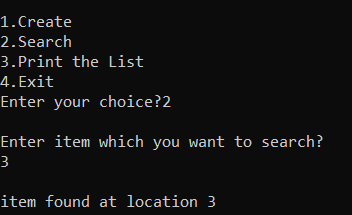 1.Create
2.Search
3.Print the List
4.Exit
Enter your choice?2
Enter item which you want to search?
3
item found at location 3